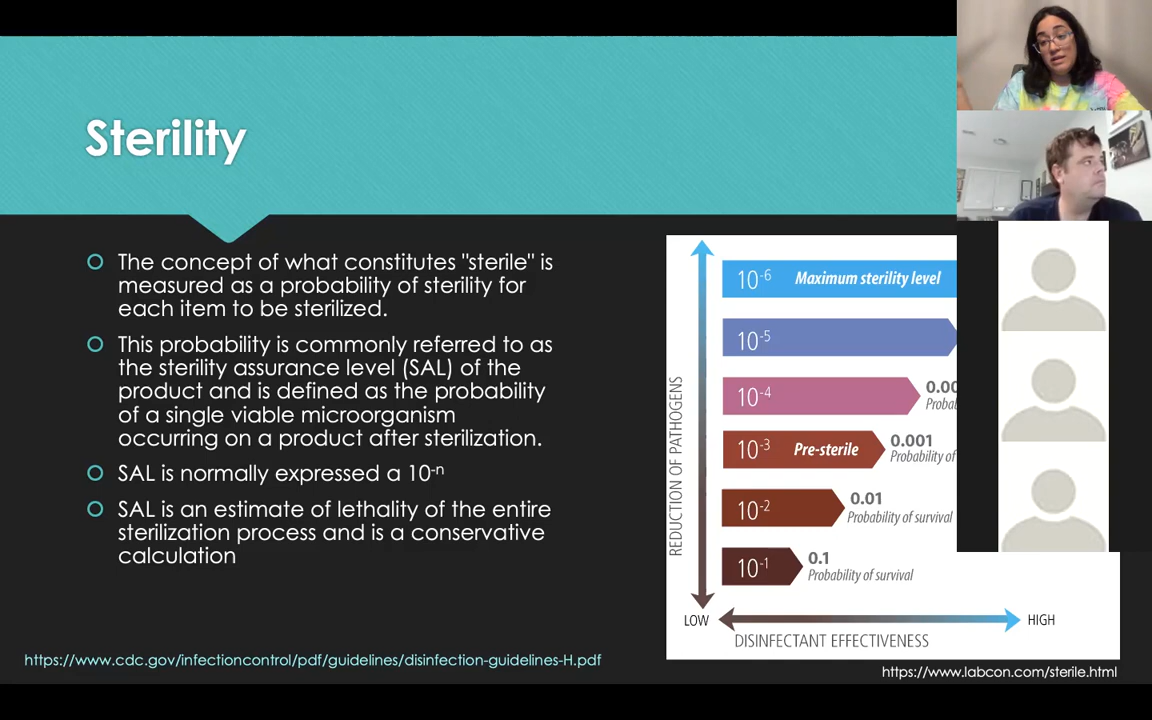 Sterility
The concept of what constitutes "sterile" is
measured as a probability of sterility for
each item to be sterilized.
This probability is commonly referred to as
the sterility assurance level (SAL) of the
product and is defined as the probability
of a single viable microorganism
occurring on a product after sterilization.
SAL is normally expressed a 10⁻ⁿ
SAL is an estimate of lethality of the entire
sterilization process and is a conservative
calculation
https://www.cdc.gov/infectioncontrol/pdf/guidelines/disinfection-guidelines-H.pdf
REDUCTION OF PATHOGENS
10⁻⁶ Maximum sterility level
10⁻⁵
10⁻⁴
10⁻³ Pre-sterile 0.001
Probability of
10⁻² 0.01
Probability of survival
10⁻¹ 0.1
Probability of survival
LOW HIGH
DISINFECTANT EFFECTIVENESS
https://www.labcon.com/sterile.html